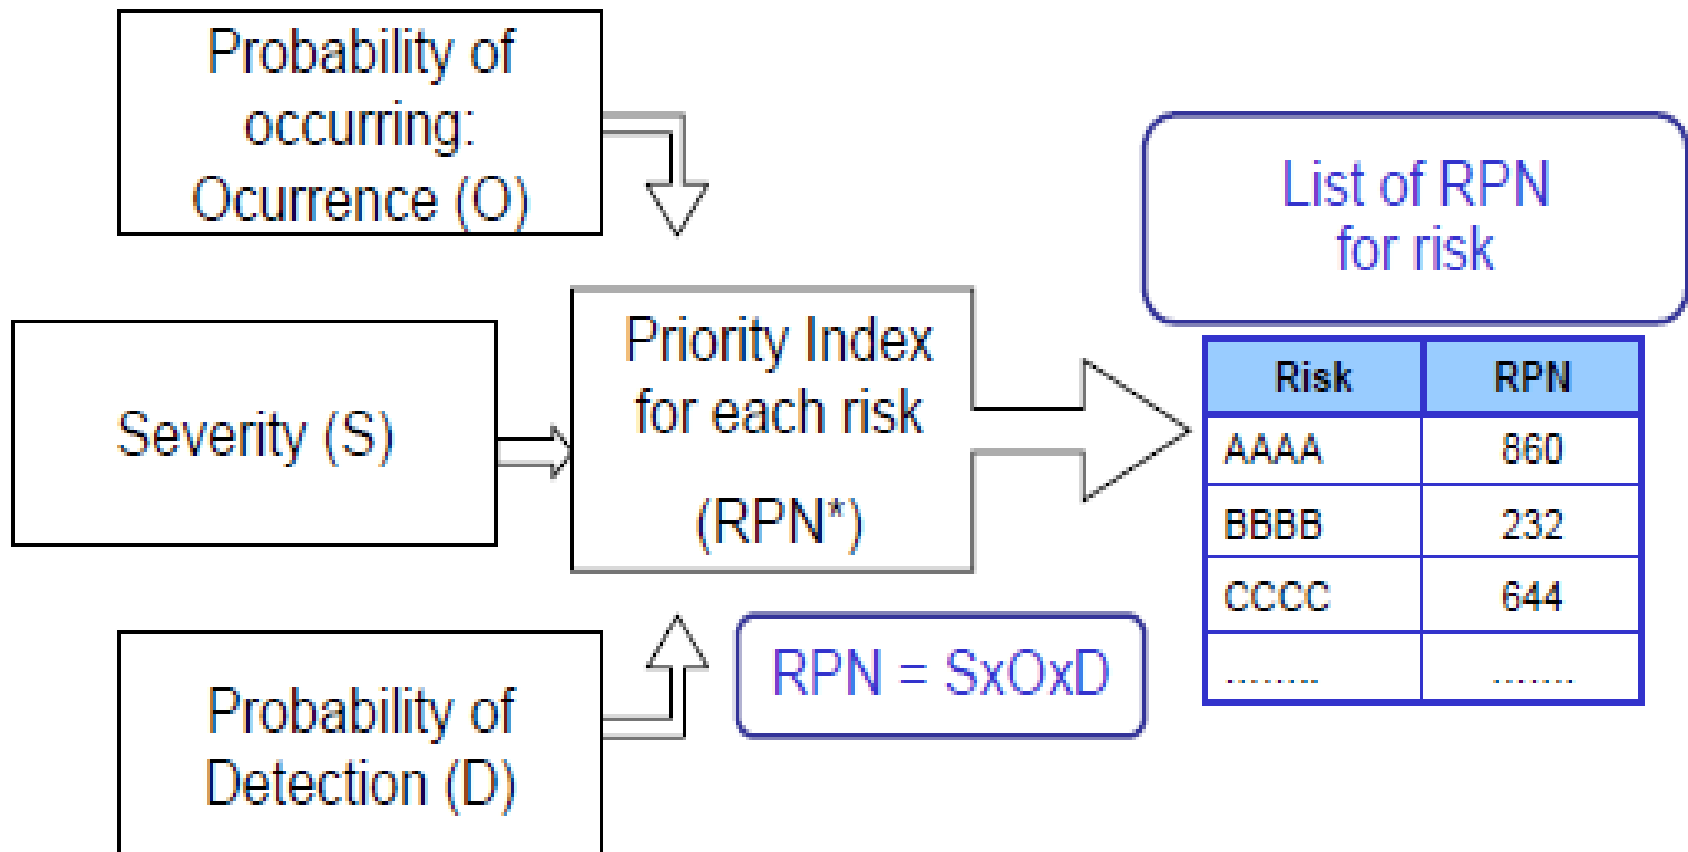 Probability of
occurring:
Ocurrence (O)
Severity (S)
Probability of
Detection (D)
Priority Index
for each risk
(RPN*)
RPN = SxOxD
List of RPN
for risk
Risk RPN
AAAA 860
BBBB 232
CCCC 644
........ .......